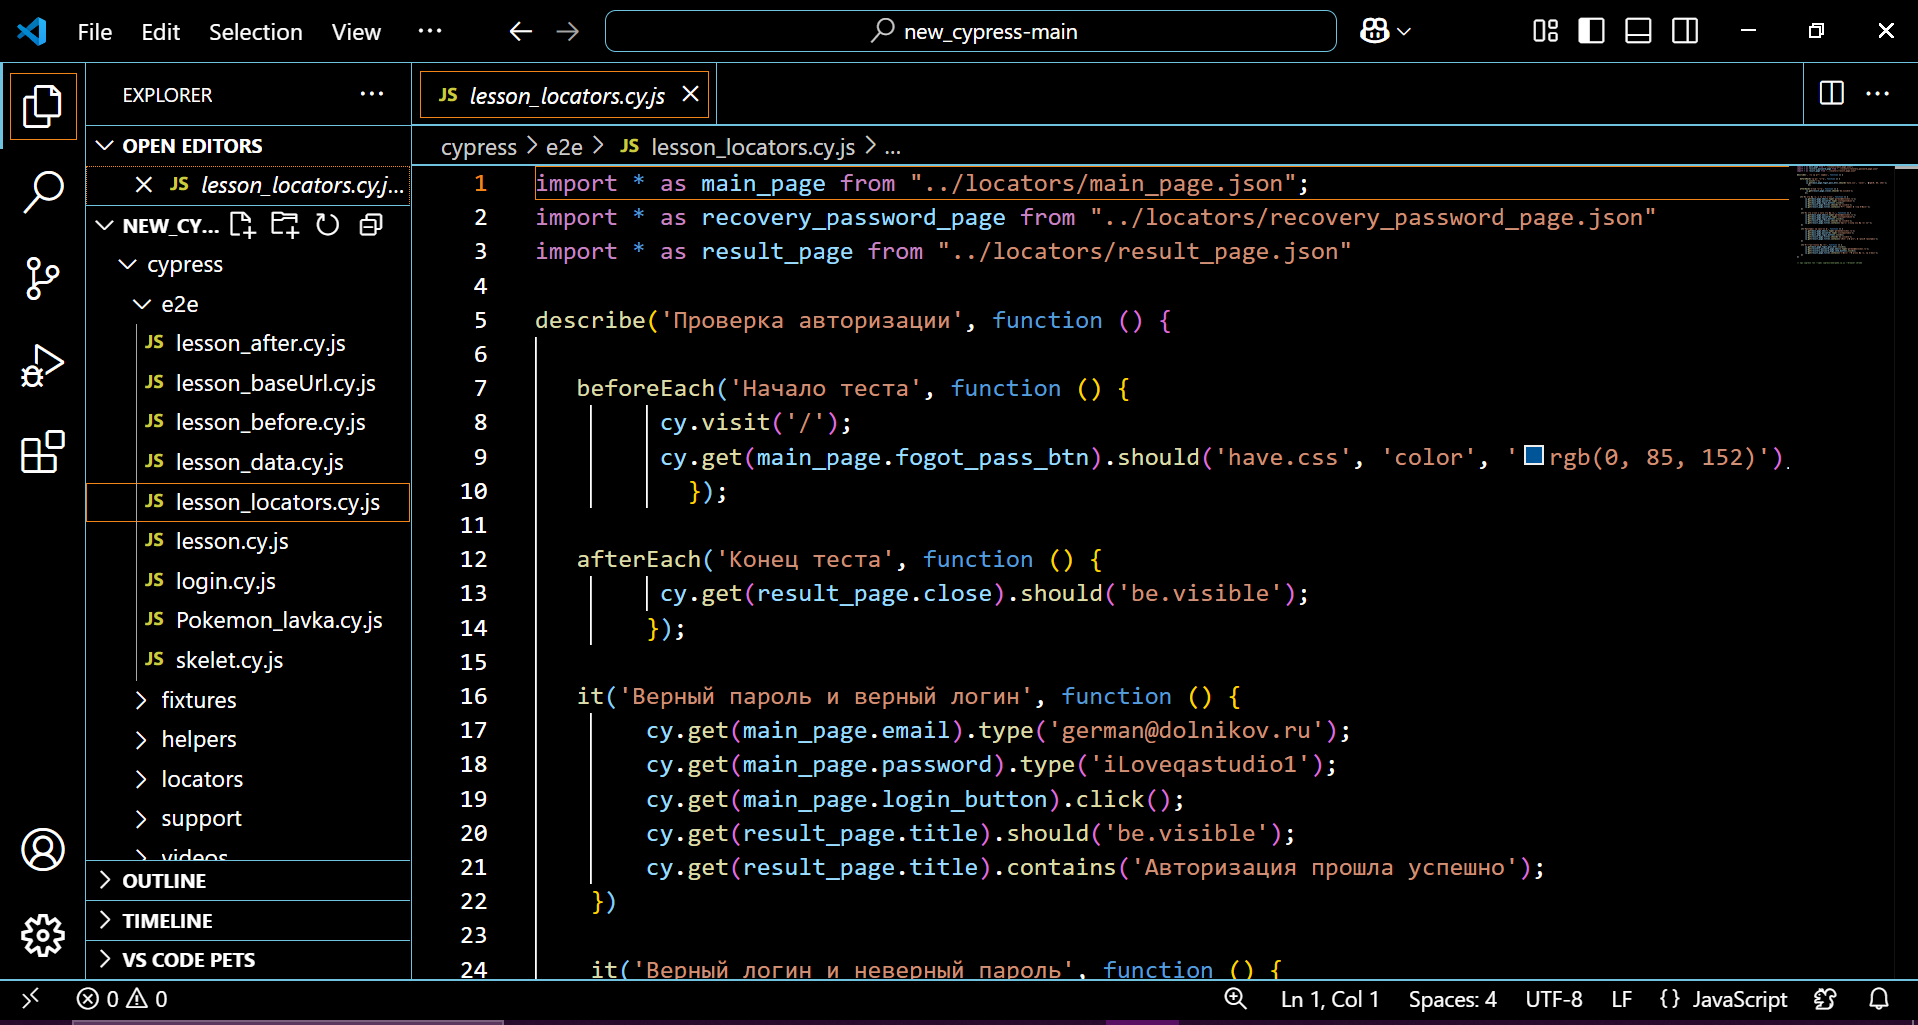 File Edit Selection View ···
new_cypress-main
EXPLORER ···
OPEN EDITORS
JS lesson_locators.cy.j...
NEW_CY...
cypress
e2e
JS lesson_after.cy.js
JS lesson_baseUrl.cy.js
JS lesson_before.cy.js
JS lesson_data.cy.js
JS lesson_locators.cy.js
JS lesson.cy.js
JS login.cy.js
JS Pokemon_lavka.cy.js
JS skelet.cy.js
fixtures
helpers
locators
support
videos
OUTLINE
TIMELINE
VS CODE PETS
JS lesson_locators.cy.js
cypress > e2e > JS lesson_locators.cy.js > ...
1 import * as main_page from "../locators/main_page.json";
2 import * as recovery_password_page from "../locators/recovery_password_page.json"
3 import * as result_page from "../locators/result_page.json"
4
5 describe('Проверка авторизации', function () {
6
7 beforeEach('Начало теста', function () {
8 cy.visit('/');
9 cy.get(main_page.fogot_pass_btn).should('have.css', 'color', 'rgb(0, 85, 152)')
10 });
11
12 afterEach('Конец теста', function () {
13 cy.get(result_page.close).should('be.visible');
14 });
15
16 it('Верный пароль и верный логин', function () {
17 cy.get(main_page.email).type('german@dolnikov.ru');
18 cy.get(main_page.password).type('iLoveqastudio1');
19 cy.get(main_page.login_button).click();
20 cy.get(result_page.title).should('be.visible');
21 cy.get(result_page.title).contains('Авторизация прошла успешно');
22 })
23
24 it('Верный логин и неверный пароль', function () {
0 0 Ln 1, Col 1 Spaces: 4 UTF-8 LF {} JavaScript